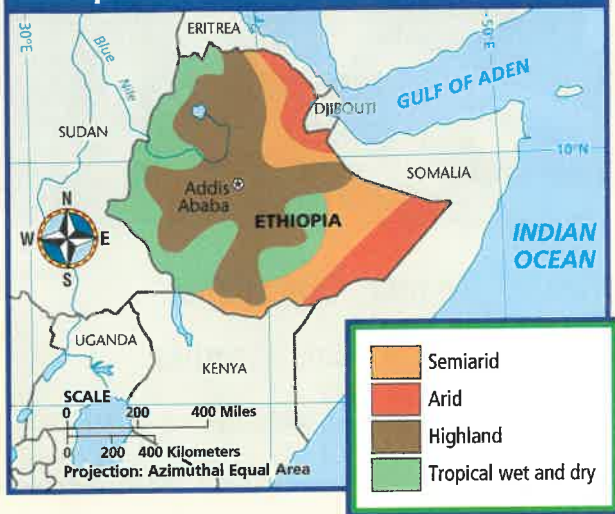 30°E
50°E
ERITREA
Blue
Nile
DJIBOUTI
GULF OF ADEN
SUDAN
10°N
SOMALIA
Addis
Ababa
ETHIOPIA
N
W E
S
INDIAN
OCEAN
UGANDA
KENYA
SCALE
0 200 400 Miles
0 200 400 Kilometers
Projection: Azimuthal Equal Area
Semiarid
Arid
Highland
Tropical wet and dry